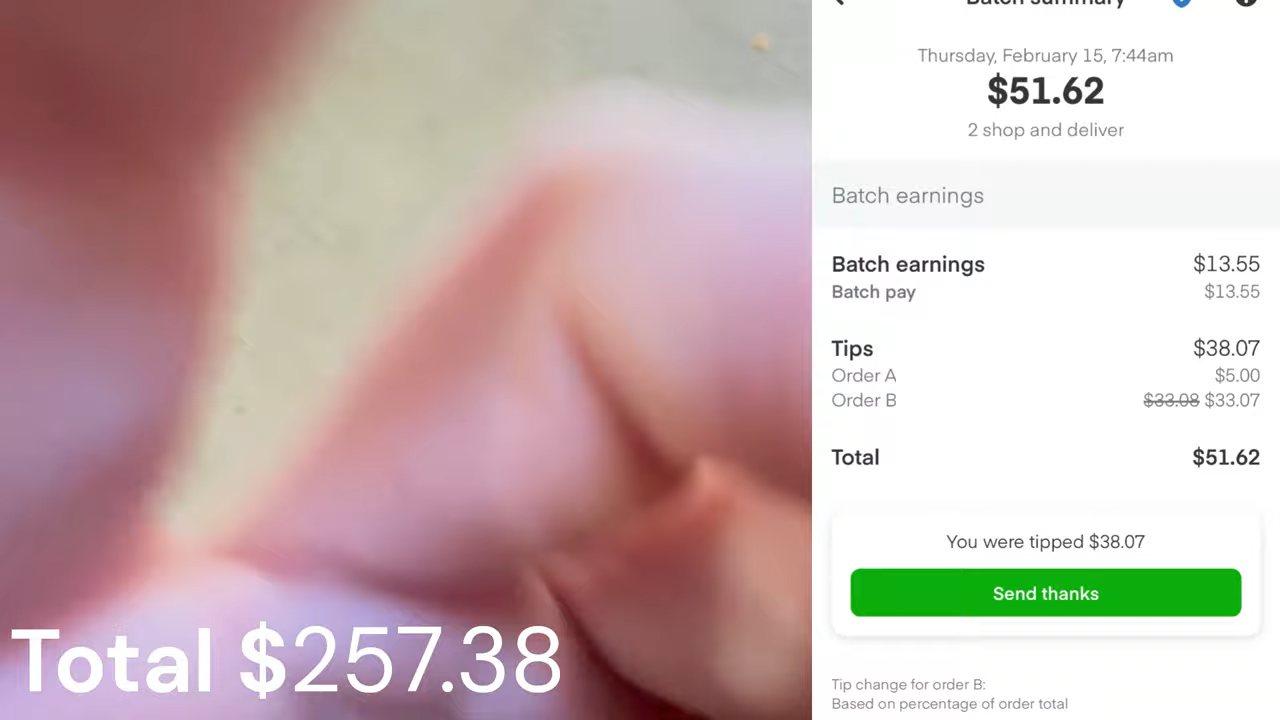 Batch summary
Thursday, February 15, 7:44am
$51.62
2 shop and deliver
Batch earnings
Batch earnings $13.55
Batch pay $13.55
Tips $38.07
Order A $5.00
Order B $33.08 $33.07
Total $51.62
You were tipped $38.07
Send thanks
Tip change for order B:
Based on percentage of order total
Total $257.38